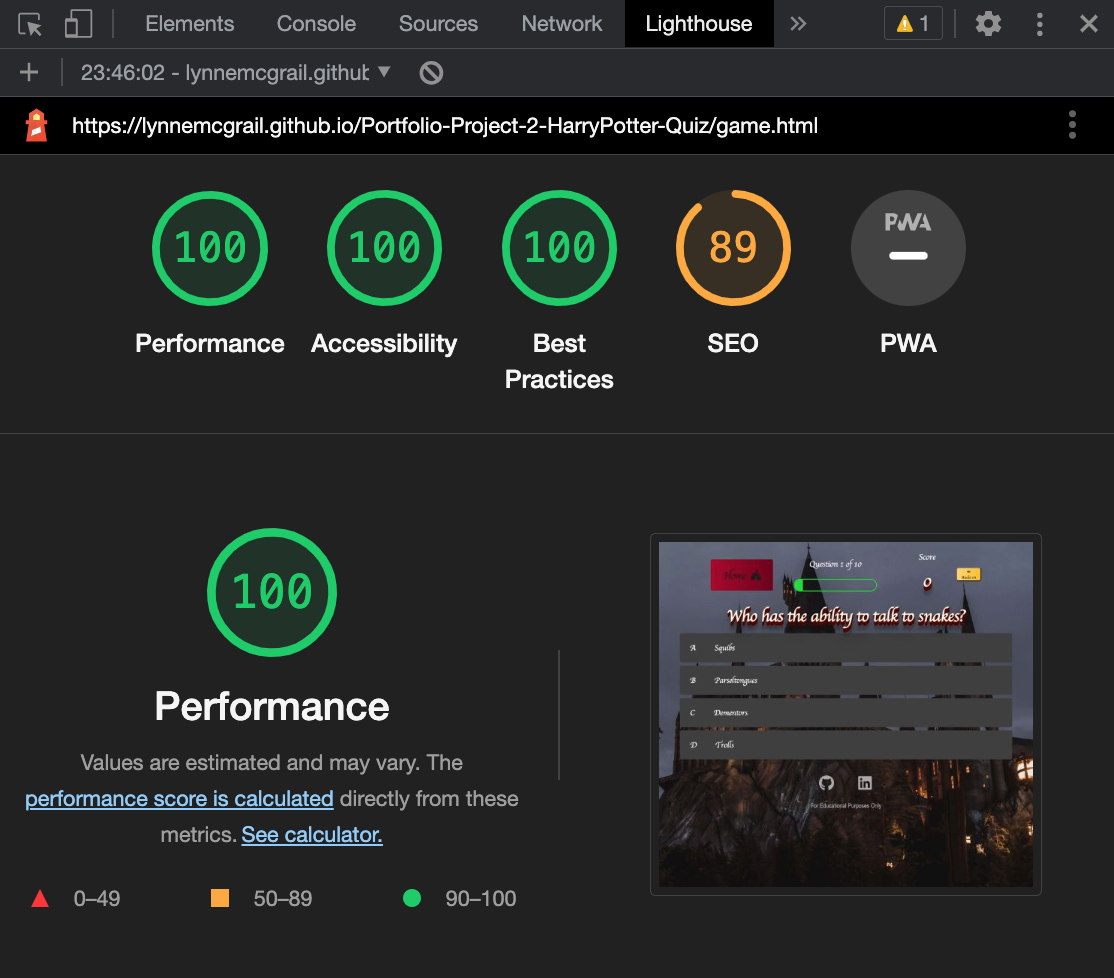 Elements Console Sources Network Lighthouse 1
23:46:02 - lynnemcgrail.github
https://lynnemcgrail.github.io/Portfolio-Project-2-HarryPotter-Quiz/game.html
100 100 100 89 PWA
Performance Accessibility Best Practices SEO PWA
100
Performance
Values are estimated and may vary. The
performance score is calculated directly from these
metrics. See calculator.
0–49 50–89 90–100
Home Question 1 of 10 Score
0
Who has the ability to talk to snakes?
A Squibs
B Parseltongues
C Dementors
D Trolls
For Educational Purposes Only